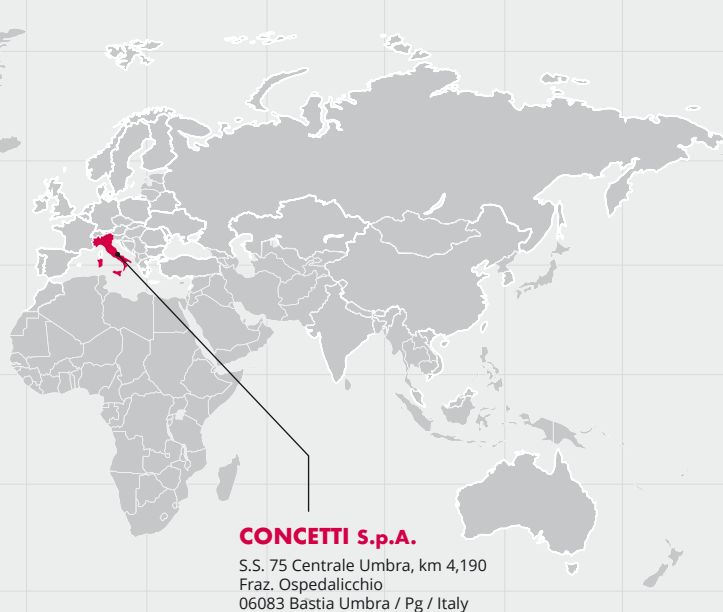 CONCETTI S.p.A.
S.S. 75 Centrale Umbra, km 4,190
Fraz. Ospedalicchio
06083 Bastia Umbra / Pg / Italy